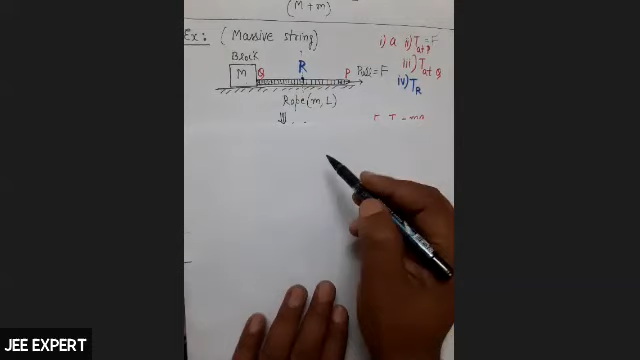 (M+m)
Ex: (Massive string)
i) a ii) T at P = F
Block
iii) T at Q
M Q R P Pull = F
iv) T R
Rope (m, L)
JEE EXPERT